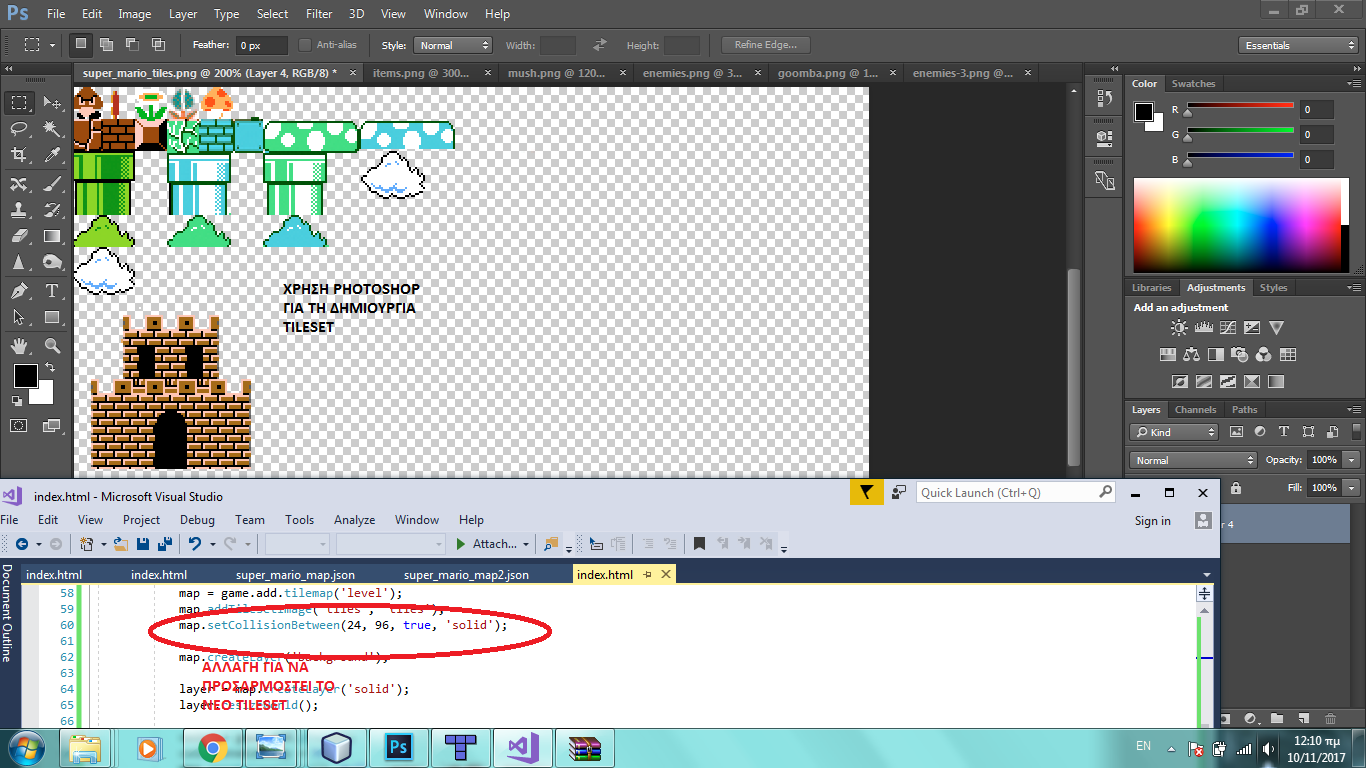 Ps File Edit Image Layer Type Select Filter 3D View Window Help
Feather: 0 px Anti-alias Style: Normal Width: Height: Refine Edge... Essentials
super_mario_tiles.png @ 200% (Layer 4, RGB/8) * items.png @ 300... mush.png @ 120... enemies.png @ 3... goomba.png @ 1... enemies-3.png @...
Color Swatches
R 0
G 0
B 0
Libraries Adjustments Styles
Add an adjustment
Layers Channels Paths
Kind
Normal Opacity: 100%
Fill: 100%
r 4
ΧΡΗΣΗ PHOTOSHOP
ΓΙΑ ΤΗ ΔΗΜΙΟΥΡΓΙΑ
TILESET
index.html - Microsoft Visual Studio
Quick Launch (Ctrl+Q)
File Edit View Project Debug Team Tools Analyze Window Help
Sign in
Attach...
Document Outline
index.html index.html super_mario_map.json super_mario_map2.json index.html
58 map = game.add.tilemap('level');
59 map.addTilesetImage('tiles', 'tiles');
60 map.setCollisionBetween(24, 96, true, 'solid');
61
62 map.createLayer('background');
63
64 layer = map.createLayer('solid');
65 layer.resizeWorld();
66
ΑΛΛΑΓΗ ΓΙΑ ΝΑ
ΠΡΟΣΑΡΜΟΣΤΕΙ ΤΟ
ΝΕΟ TILESET
Ps
EN
12:10 πμ
10/11/2017